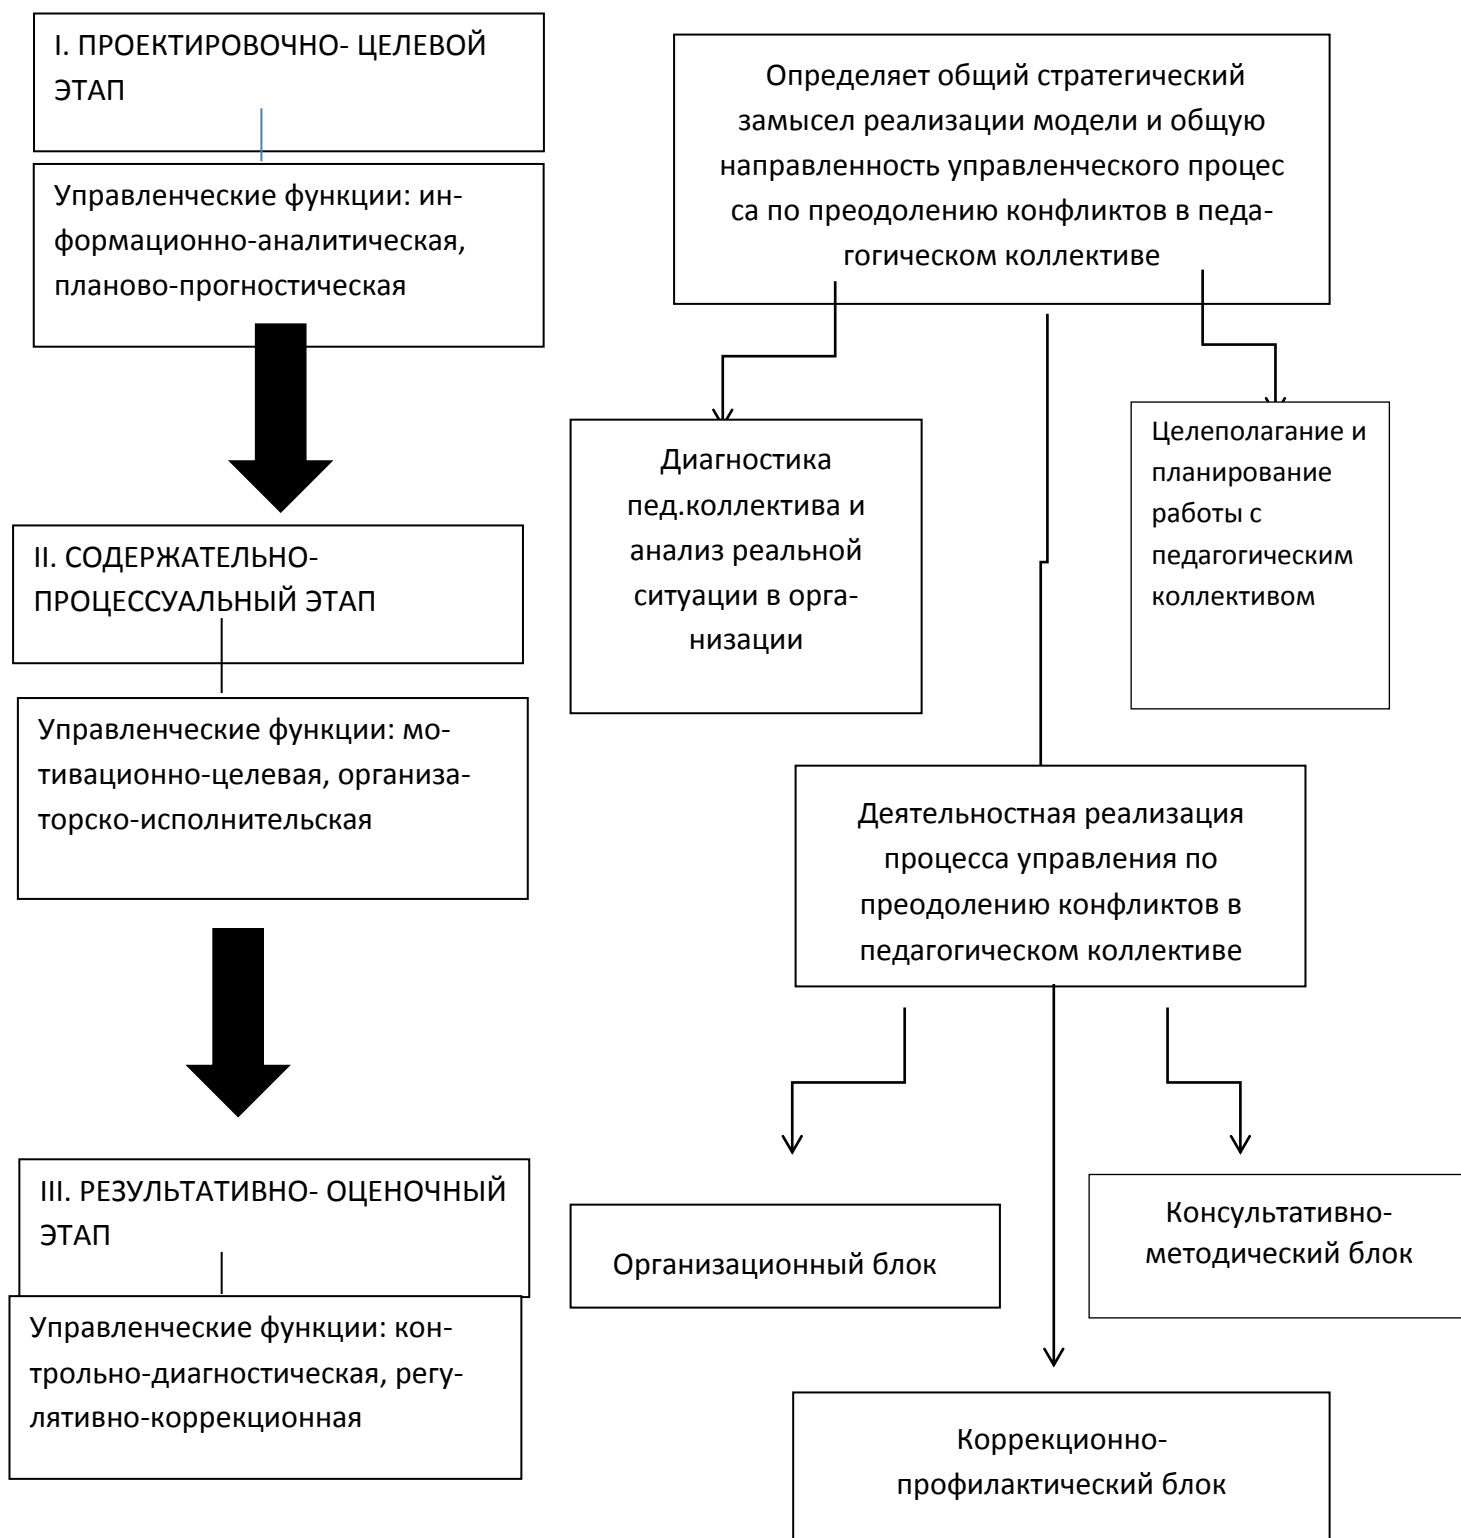 I. ПРОЕКТИРОВОЧНО- ЦЕЛЕВОЙ
ЭТАП
Управленческие функции: ин-
формационно-аналитическая,
планово-прогностическая
Определяет общий стратегический
замысел реализации модели и общую
направленность управленческого процес
са по преодолению конфликтов в педа-
гогическом коллективе
Диагностика
пед.коллектива и
анализ реальной
ситуации в орга-
низации
Целеполагание и
планирование
работы с
педагогическим
коллективом
II. СОДЕРЖАТЕЛЬНО-
ПРОЦЕССУАЛЬНЫЙ ЭТАП
Управленческие функции: мо-
тивационно-целевая, организа-
торско-исполнительская
Деятельностная реализация
процесса управления по
преодолению конфликтов в
педагогическом коллективе
III. РЕЗУЛЬТАТИВНО- ОЦЕНОЧНЫЙ
ЭТАП
Управленческие функции: кон-
трольно-диагностическая, регу-
лятивно-коррекционная
Организационный блок
Консультативно-
методический блок
Коррекционно-
профилактический блок